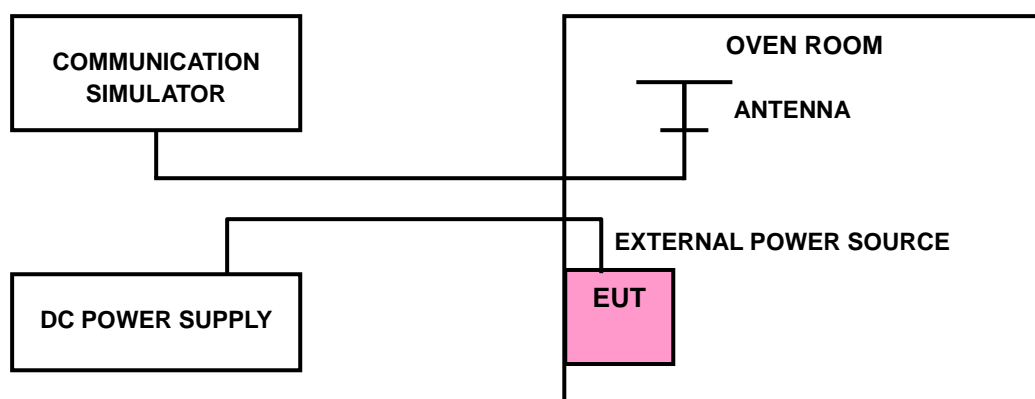 COMMUNICATION
SIMULATOR
OVEN ROOM
ANTENNA
EXTERNAL POWER SOURCE
DC POWER SUPPLY
EUT